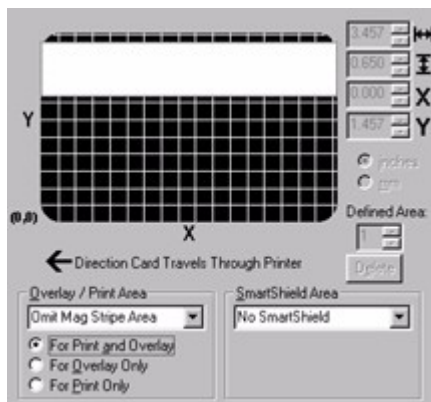 3.457
0.650
0.000 X
Y 1.457 Y
inches
mm
(0,0)
X
Defined Area:
1
Direction Card Travels Through Printer
Delete
Overlay / Print Area
SmartShield Area
Omit Mag Stripe Area
No SmartShield
For Print and Overlay
For Overlay Only
For Print Only